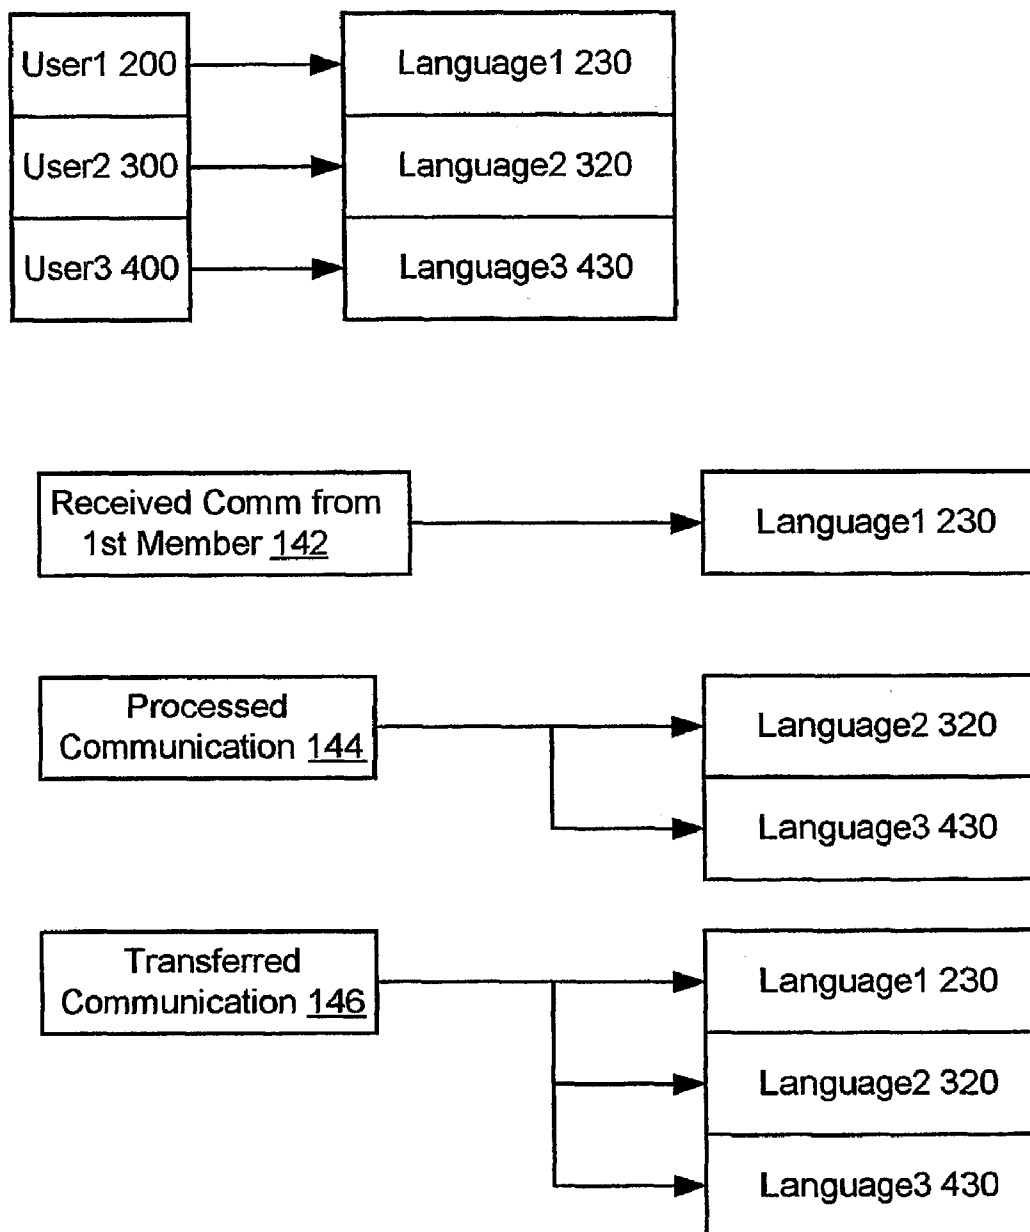 User1 200
Language1 230
User2 300
Language2 320
User3 400
Language3 430
Received Comm from
1st Member 142
Language1 230
Processed
Communication 144
Language2 320
Language3 430
Transferred
Communication 146
Language1 230
Language2 320
Language3 430